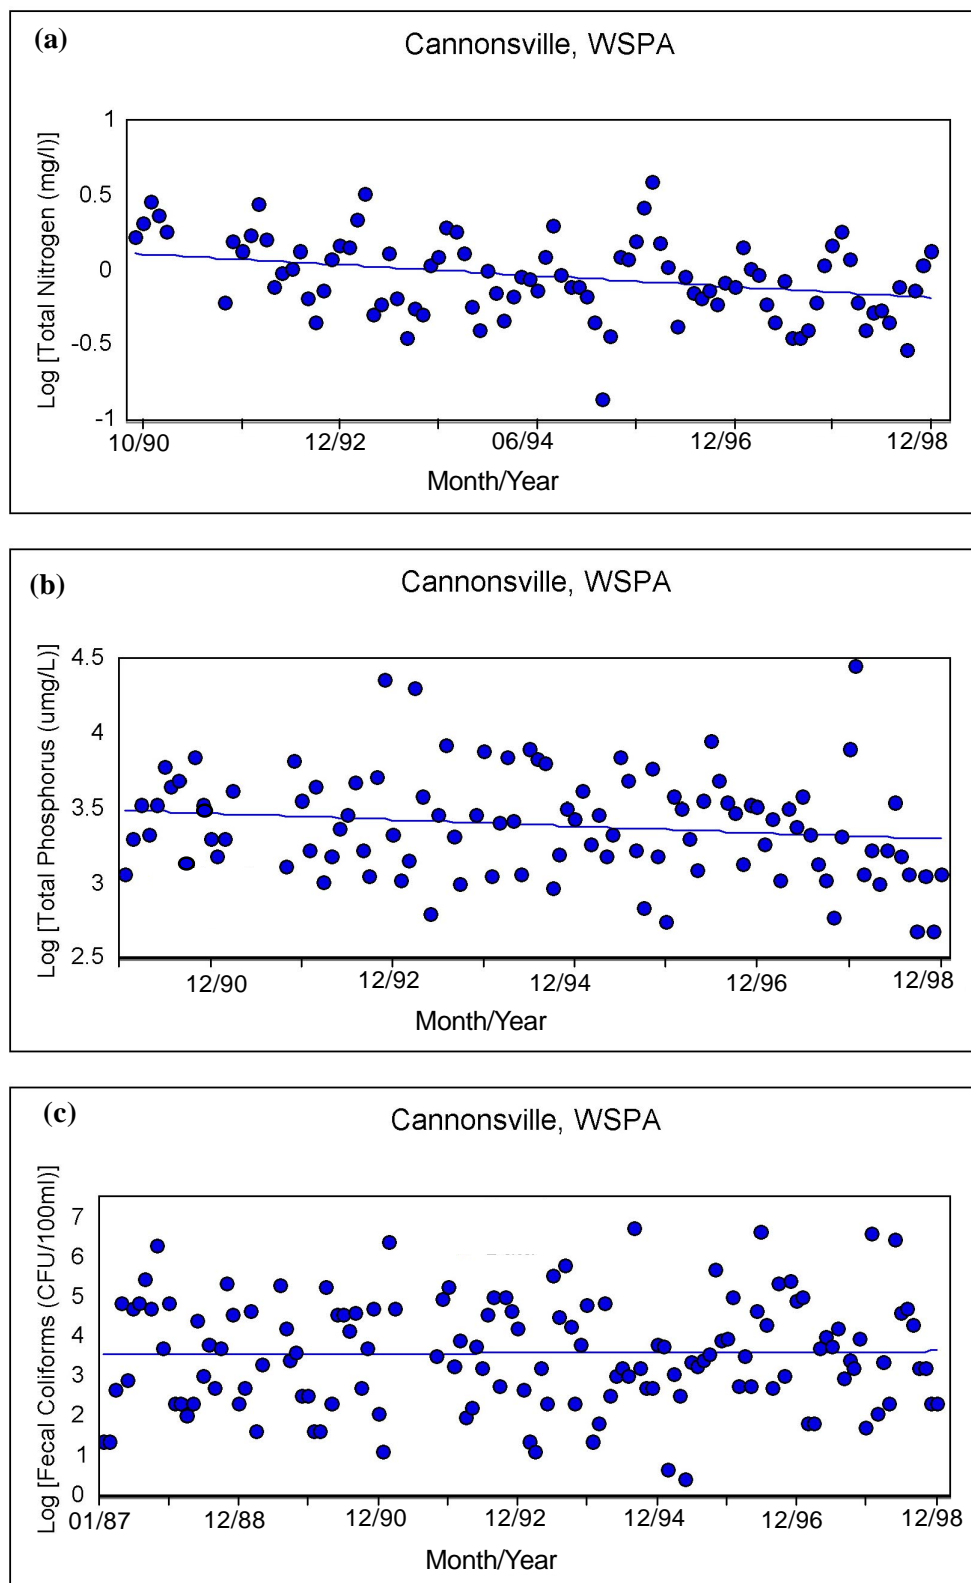 (a)
Cannonsville, WSPA
Log [Total Nitrogen (mg/l)]
1
0.5
0
-0.5
-1
10/90 12/92 06/94 12/96 12/98
Month/Year
(b)
Cannonsville, WSPA
Log [Total Phosphorus (umg/L)]
4.5
4
3.5
3
2.5
12/90 12/92 12/94 12/96 12/98
Month/Year
(c)
Cannonsville, WSPA
Log [Fecal Coliforms (CFU/100ml)]
7
6
5
4
3
2
1
0
01/87 12/88 12/90 12/92 12/94 12/96 12/98
Month/Year